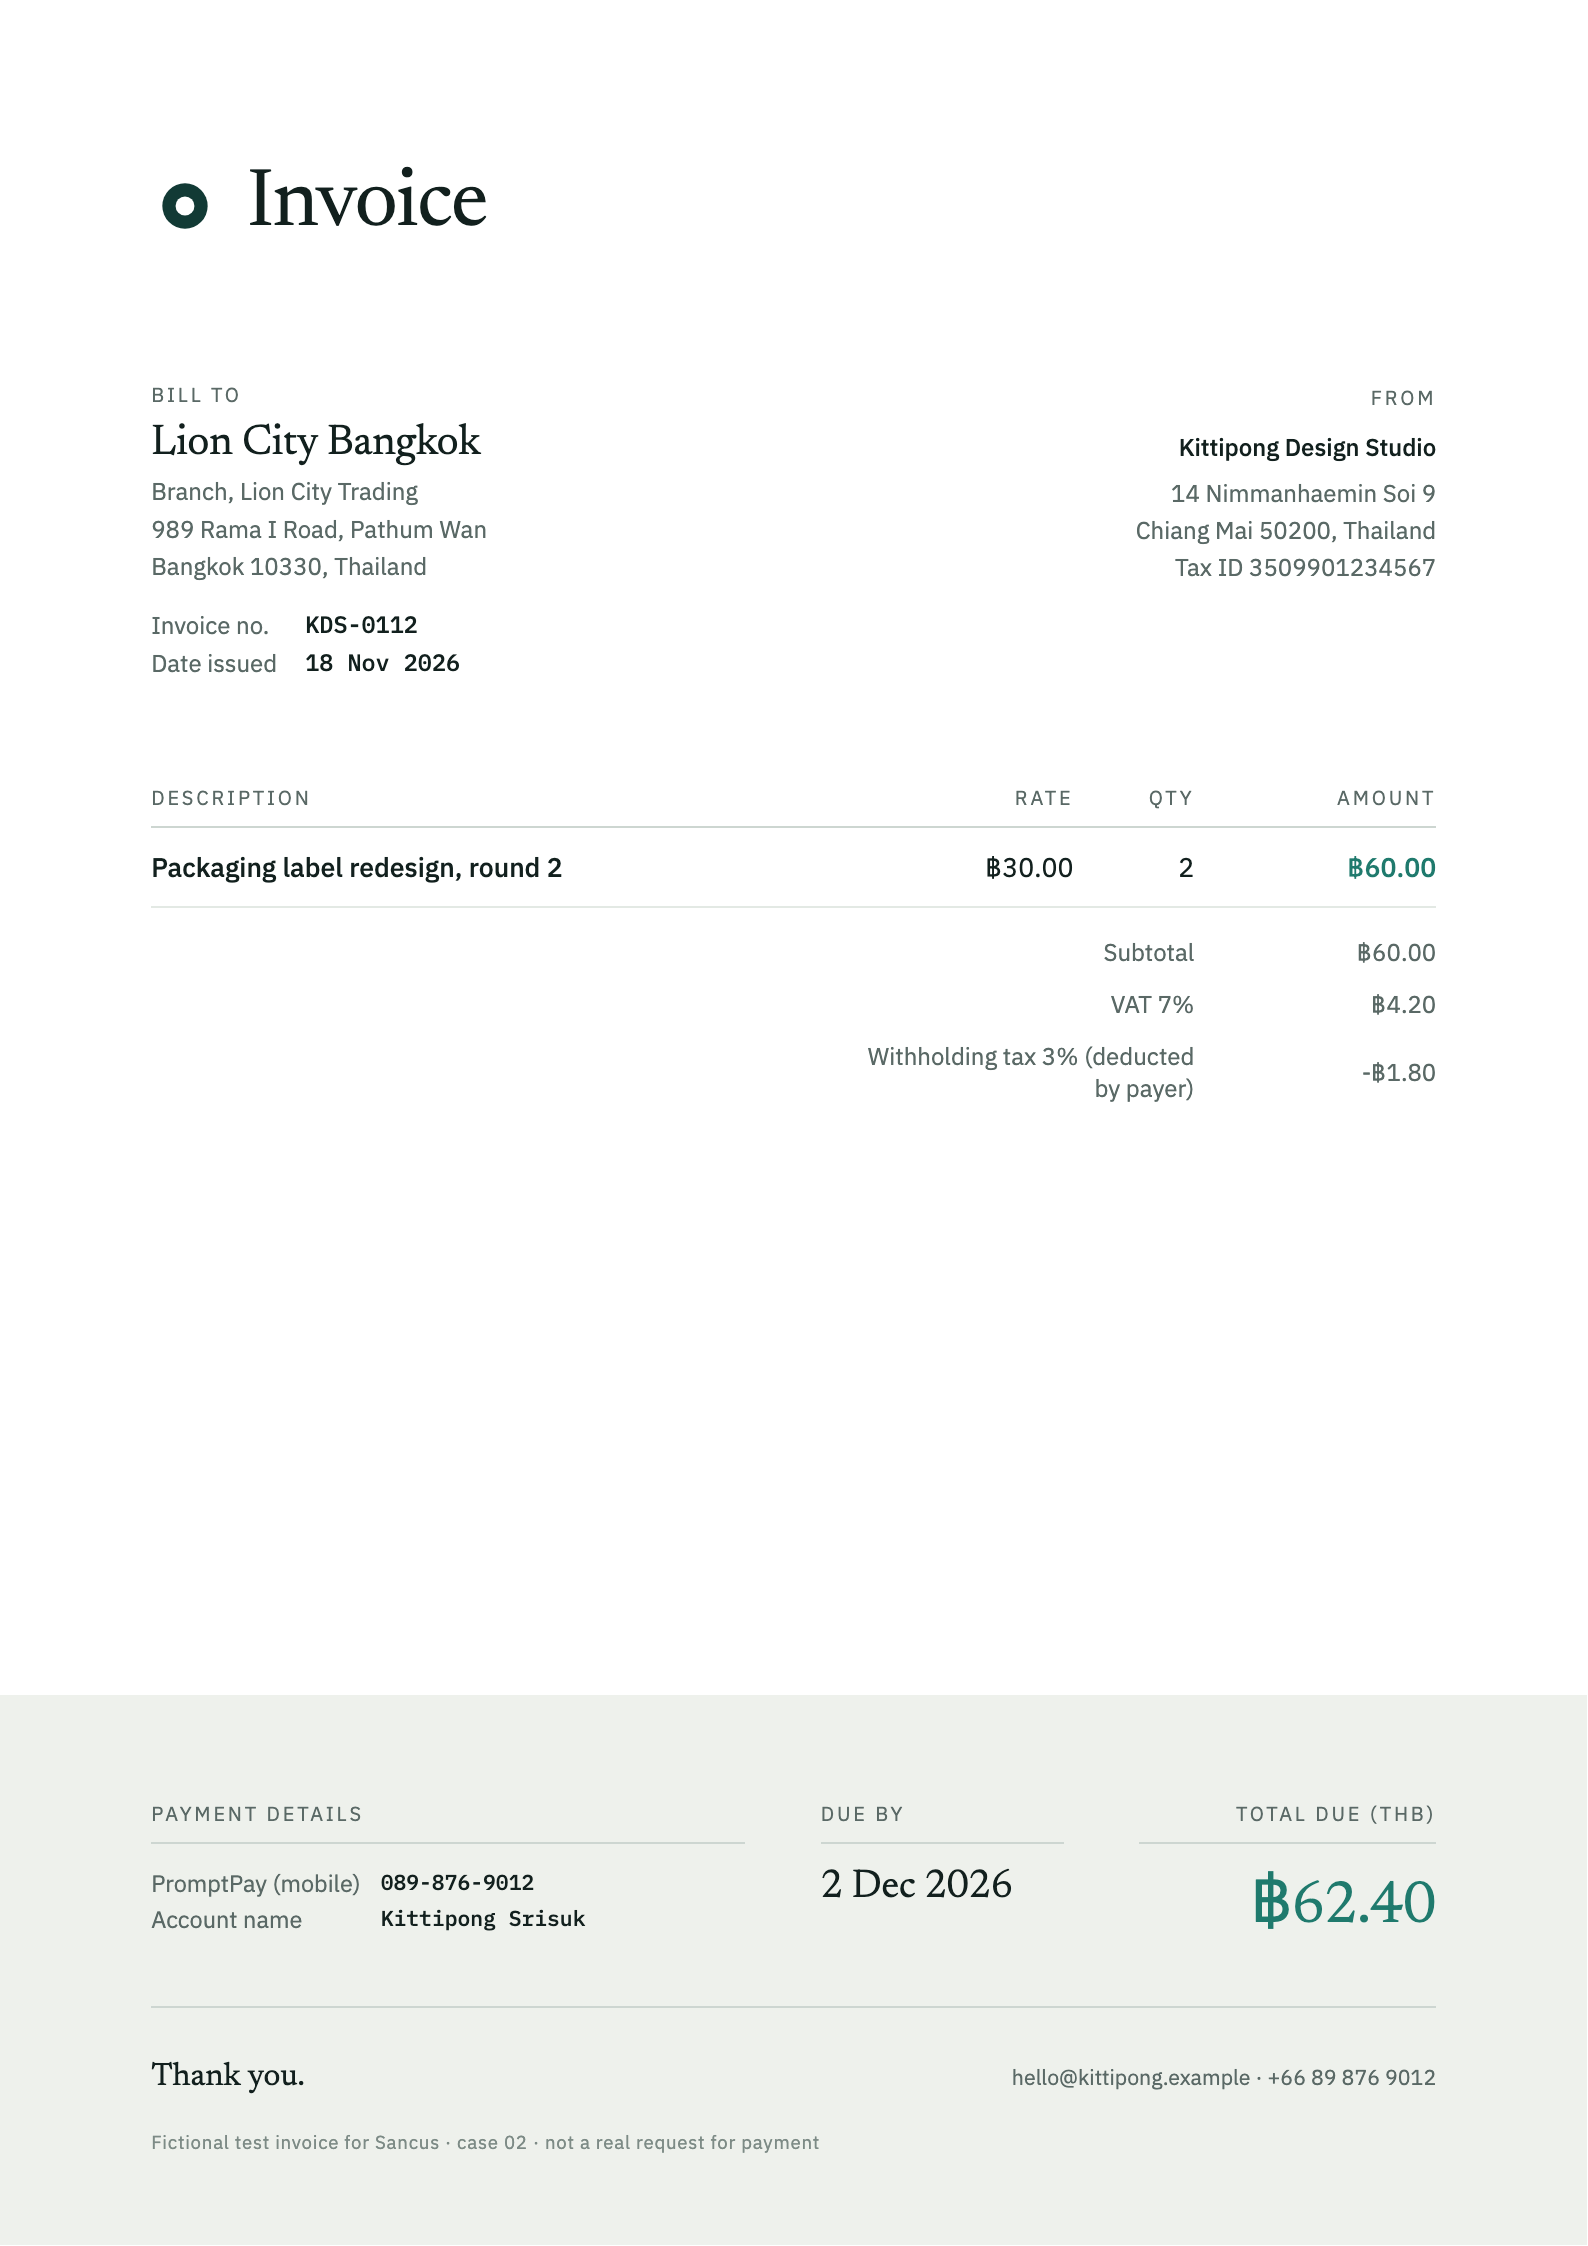 Invoice
BILL TO
Lion City Bangkok
Branch, Lion City Trading
989 Rama I Road, Pathum Wan
Bangkok 10330, Thailand
Invoice no. KDS-0112
Date issued 18 Nov 2026
FROM
Kittipong Design Studio
14 Nimmanhaemin Soi 9
Chiang Mai 50200, Thailand
Tax ID 3509901234567
DESCRIPTION RATE QTY AMOUNT
Packaging label redesign, round 2 ฿30.00 2 ฿60.00
Subtotal ฿60.00
VAT 7% ฿4.20
Withholding tax 3% (deducted
by payer) -฿1.80
PAYMENT DETAILS
PromptPay (mobile) 089-876-9012
Account name Kittipong Srisuk
DUE BY
2 Dec 2026
TOTAL DUE (THB)
฿62.40
Thank you.
hello@kittipong.example · +66 89 876 9012
Fictional test invoice for Sancus · case 02 · not a real request for payment